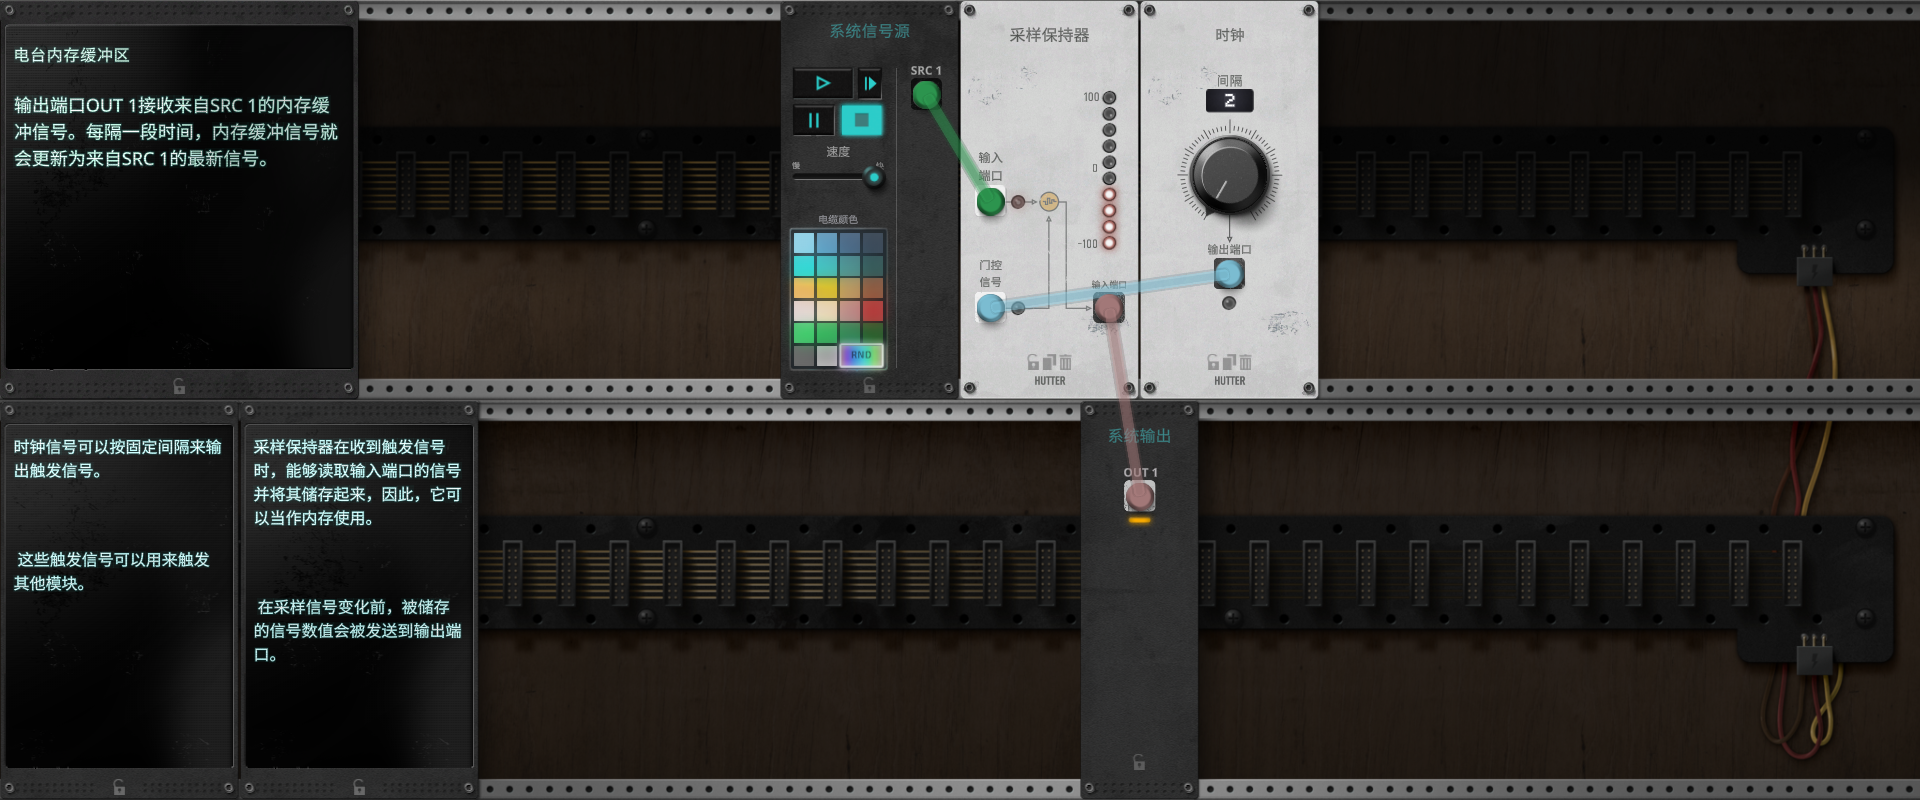 电台内存缓冲区
输出端口OUT 1接收来自SRC 1的内存缓
冲信号。每隔一段时间，内存缓冲信号就
会更新为来自SRC 1的最新信号。
系统信号源
SRC 1
速度
慢
电缆颜色
RND
采样保持器
100
输入
端口
0
-100
门控
信号
输入端口
HUTTER
时钟
间隔
2
输出端口
HUTTER
时钟信号可以按固定间隔来输
出触发信号。
这些触发信号可以用来触发
其他模块。
采样保持器在收到触发信号
时，能够读取输入端口的信号
并将其储存起来，因此，它可
以当作内存使用。
在采样信号变化前，被储存
的信号数值会被发送到输出端
口。
系统输出
OUT 1